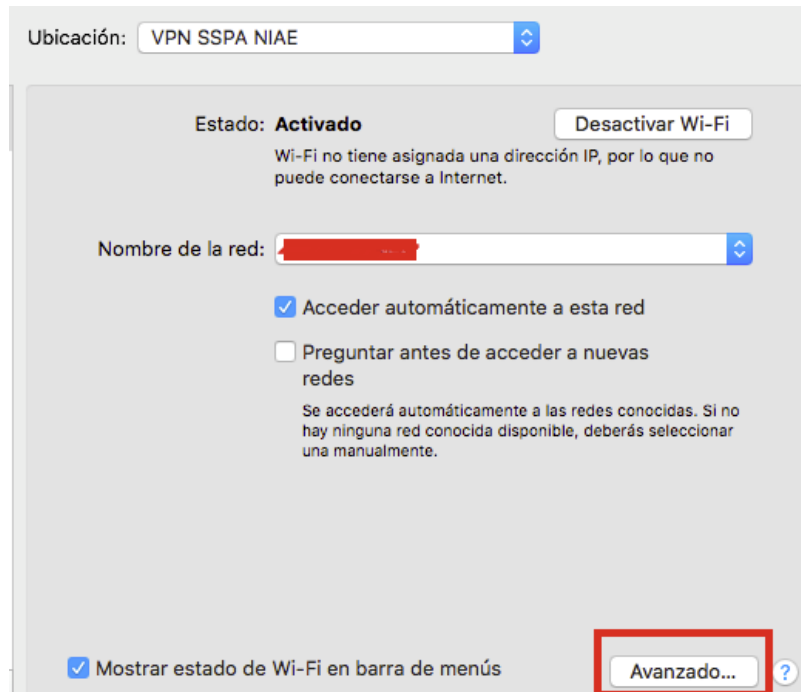 Ubicación: VPN SSPA NIAE
Estado: Activado Desactivar Wi-Fi
Wi-Fi no tiene asignada una dirección IP, por lo que no
puede conectarse a Internet.
Nombre de la red:
Acceder automáticamente a esta red
Preguntar antes de acceder a nuevas
redes
Se accederá automáticamente a las redes conocidas. Si no
hay ninguna red conocida disponible, deberás seleccionar
una manualmente.
Mostrar estado de Wi-Fi en barra de menús Avanzado... ?